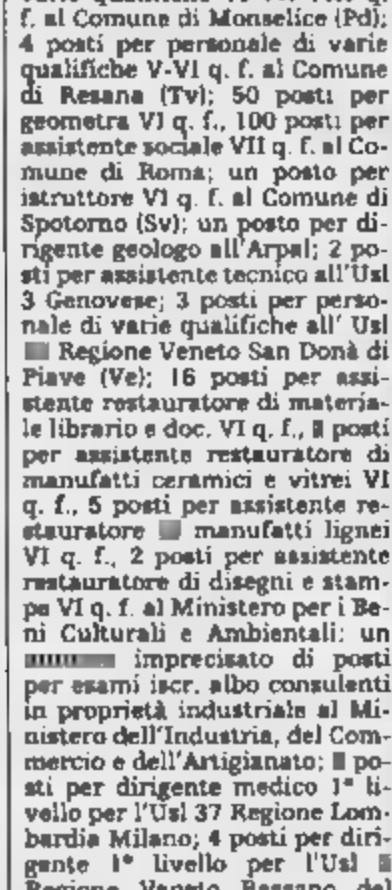 f. al Comune di Monselice (Pd);
4 posti per personale di varie
qualifiche V-VI q. f. al Comune
di Resana (Tv); 50 posti per
geometra VI q. f., 100 posti per
assistente sociale VII q. f. al Co-
mune di Roma; un posto per
istruttore VI q. f. al Comune di
Spotorno (Sv); un posto per di-
rigente geologo all'Arpal; 2 po-
sti per assistente tecnico all'Usl
3 Genovese; 3 posti per perso-
nale di varie qualifiche all' Usl
Regione Veneto San Donà di
Piave (Ve); 16 posti per assi-
stente restauratore di materia-
le librario e doc. VI q. f., posti
per assistente restauratore di
manufatti ceramici e vitrei VI
q. f., 5 posti per assistente re-
stauratore manufatti lignei
VI q. f., 2 posti per assistente
restauratore di disegni e stam-
pe VI q. f. al Ministero per i Be-
ni Culturali e Ambientali; un
imprecisato di posti
per esami iscr. albo consulenti
in proprietà industriale al Mi-
nistero dell'Industria, del Com-
mercio e dell'Artigianato; po-
sti per dirigente medico 1° li-
vello per l'Usl 37 Regione Lom-
bardia Milano; 4 posti per diri-
gente 1° livello per l'Usl
Regione Veneto Bassano del